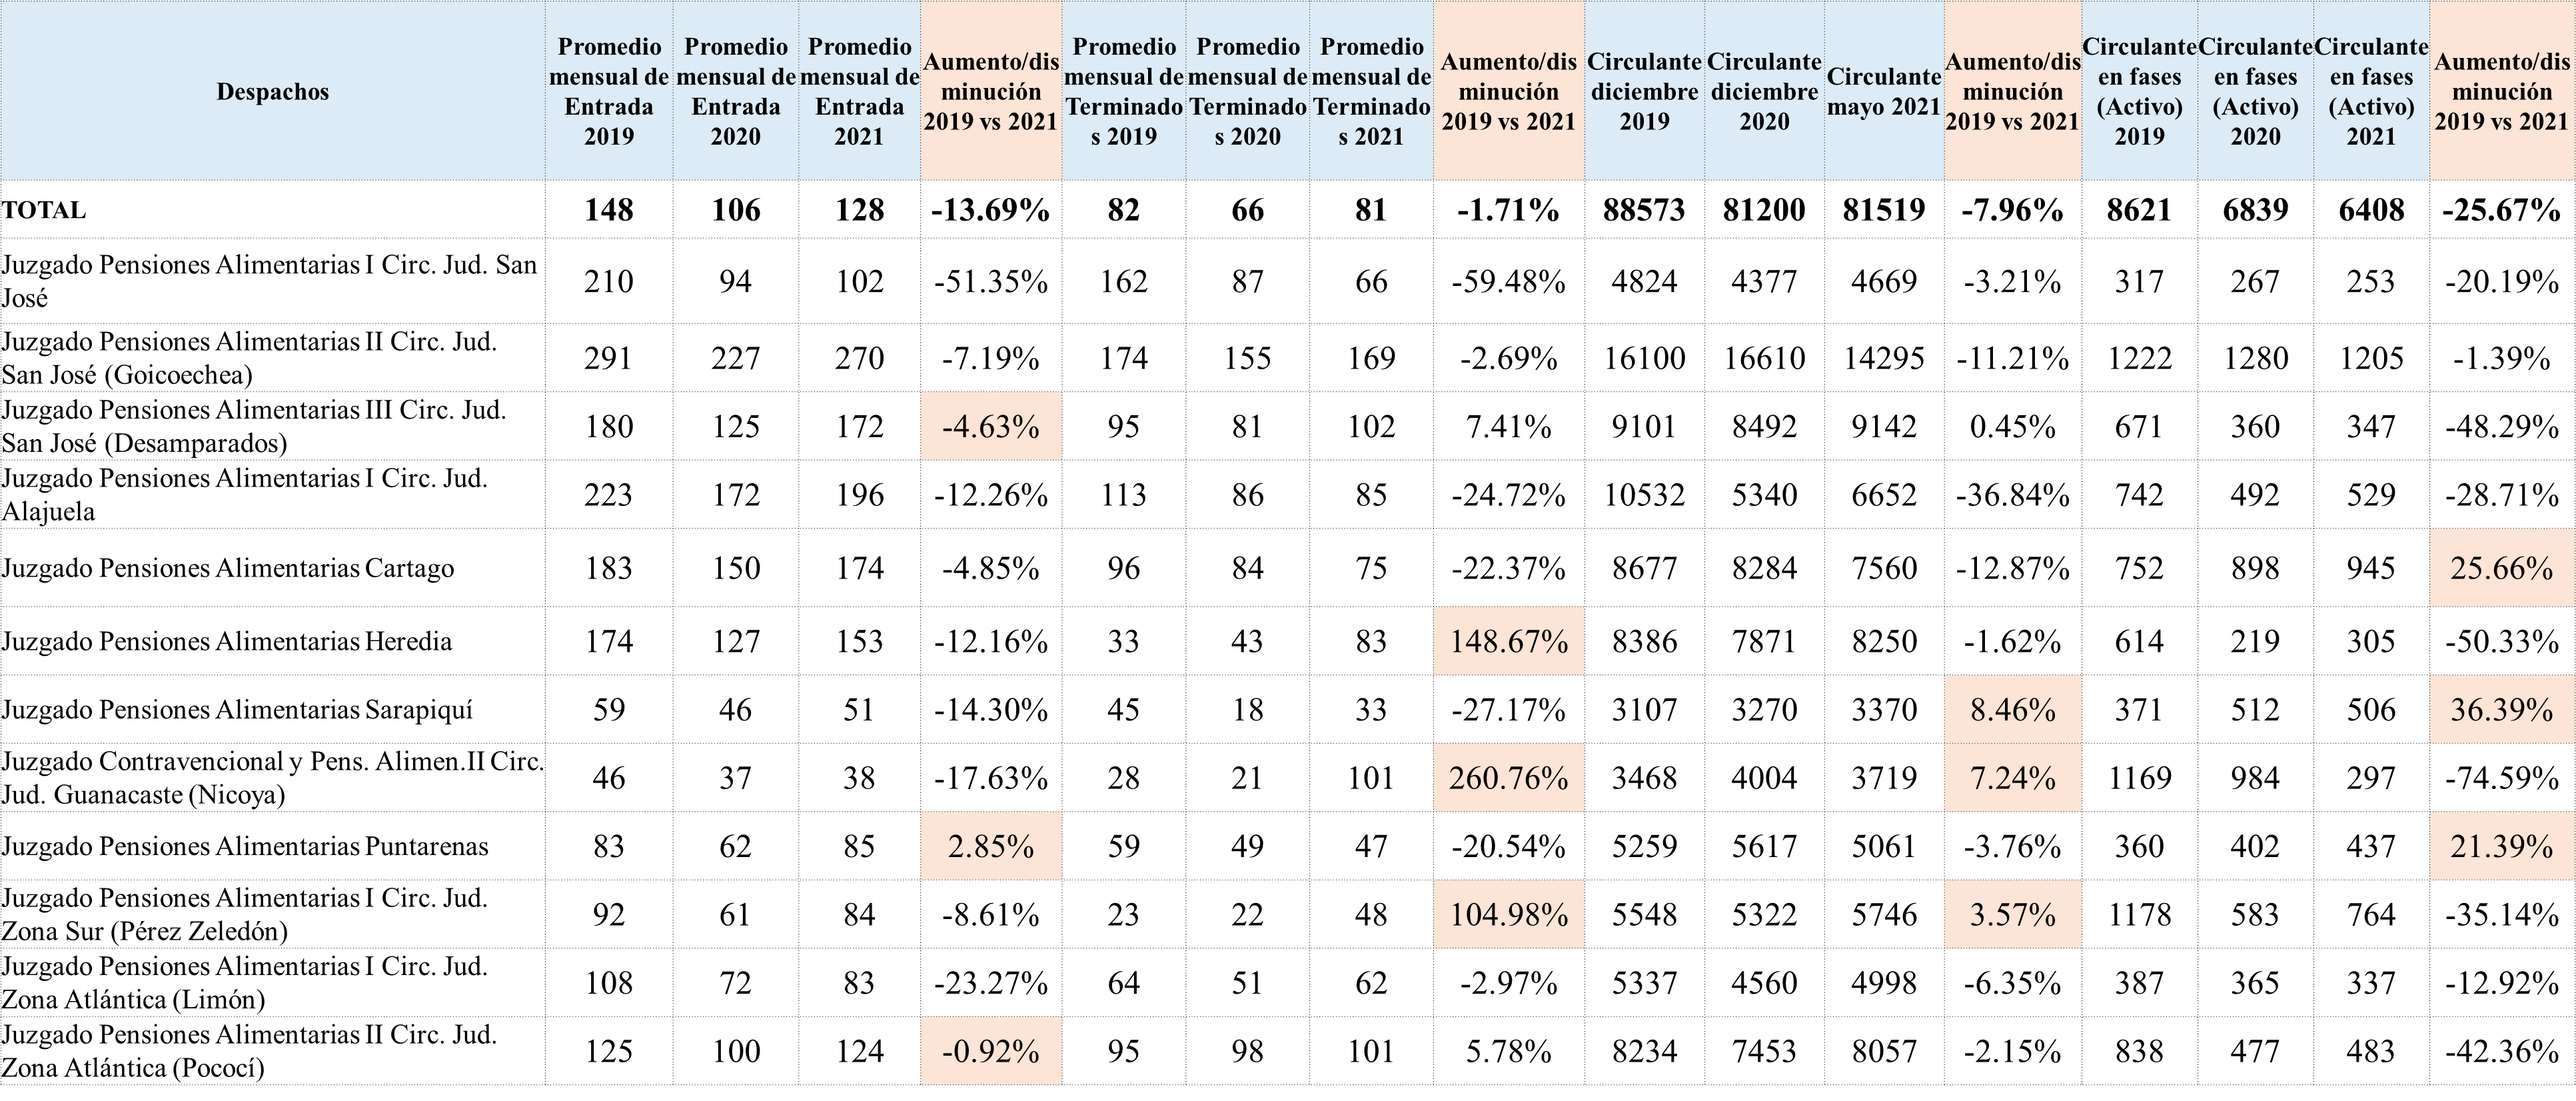 Despachos
Promedio mensual de Entrada 2019
Promedio mensual de Entrada 2020
Promedio mensual de Entrada 2021
Aumento/dis minución 2019 vs 2021
Promedio mensual de Terminado s 2019
Promedio mensual de Terminado s 2020
Promedio mensual de Terminado s 2021
Aumento/dis minución 2019 vs 2021
Circulante diciembre 2019
Circulante diciembre 2020
Circulante mayo 2021
Aumento/dis minución 2019 vs 2021
Circulante en fases (Activo) 2019
Circulante en fases (Activo) 2020
Circulante en fases (Activo) 2021
Aumento/dis minución 2019 vs 2021
TOTAL 148 106 128 -13.69% 82 66 81 -1.71% 88573 81200 81519 -7.96% 8621 6839 6408 -25.67%
Juzgado Pensiones Alimentarias I Circ. Jud. San
José 210 94 102 -51.35% 162 87 66 -59.48% 4824 4377 4669 -3.21% 317 267 253 -20.19%
Juzgado Pensiones Alimentarias II Circ. Jud.
San José (Goicoechea) 291 227 270 -7.19% 174 155 169 -2.69% 16100 16610 14295 -11.21% 1222 1280 1205 -1.39%
Juzgado Pensiones Alimentarias III Circ. Jud.
San José (Desamparados) 180 125 172 -4.63% 95 81 102 7.41% 9101 8492 9142 0.45% 671 360 347 -48.29%
Juzgado Pensiones Alimentarias I Circ. Jud.
Alajuela 223 172 196 -12.26% 113 86 85 -24.72% 10532 5340 6652 -36.84% 742 492 529 -28.71%
Juzgado Pensiones Alimentarias Cartago 183 150 174 -4.85% 96 84 75 -22.37% 8677 8284 7560 -12.87% 752 898 945 25.66%
Juzgado Pensiones Alimentarias Heredia 174 127 153 -12.16% 33 43 83 148.67% 8386 7871 8250 -1.62% 614 219 305 -50.33%
Juzgado Pensiones Alimentarias Sarapiquí 59 46 51 -14.30% 45 18 33 -27.17% 3107 3270 3370 8.46% 371 512 506 36.39%
Juzgado Contravencional y Pens. Alimen.II Circ.
Jud. Guanacaste (Nicoya) 46 37 38 -17.63% 28 21 101 260.76% 3468 4004 3719 7.24% 1169 984 297 -74.59%
Juzgado Pensiones Alimentarias Puntarenas 83 62 85 2.85% 59 49 47 -20.54% 5259 5617 5061 -3.76% 360 402 437 21.39%
Juzgado Pensiones Alimentarias I Circ. Jud.
Zona Sur (Pérez Zeledón) 92 61 84 -8.61% 23 22 48 104.98% 5548 5322 5746 3.57% 1178 583 764 -35.14%
Juzgado Pensiones Alimentarias I Circ. Jud.
Zona Atlántica (Limón) 108 72 83 -23.27% 64 51 62 -2.97% 5337 4560 4998 -6.35% 387 365 337 -12.92%
Juzgado Pensiones Alimentarias II Circ. Jud.
Zona Atlántica (Pococí) 125 100 124 -0.92% 95 98 101 5.78% 8234 7453 8057 -2.15% 838 477 483 -42.36%